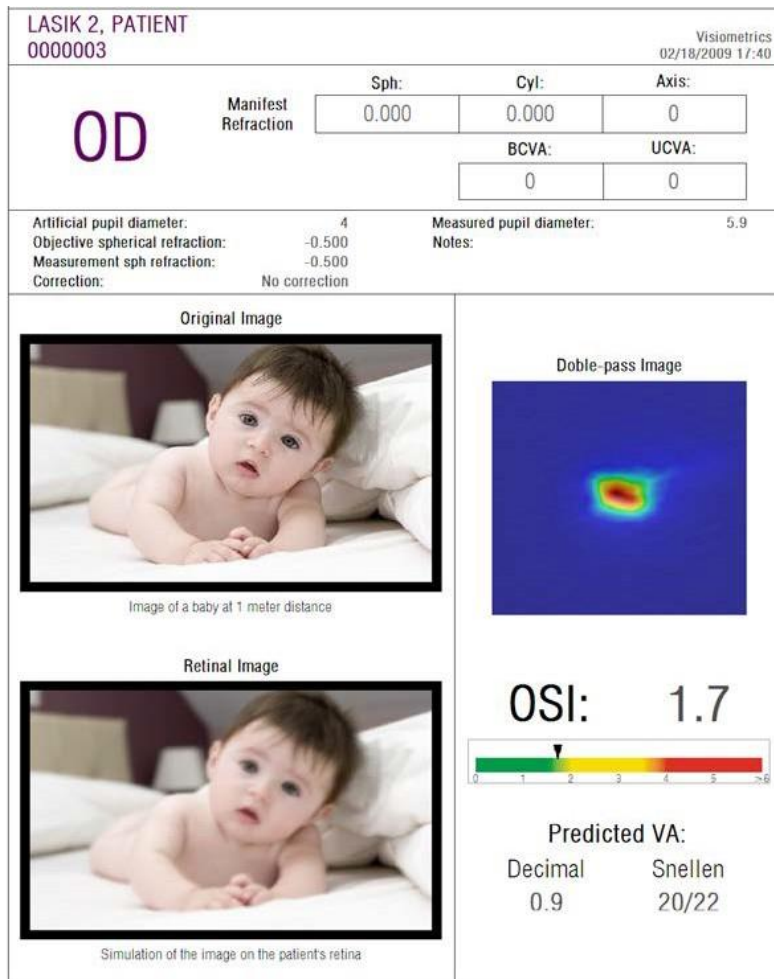 LASIK 2, PATIENT
0000003
Visiometrics
02/18/2009 17:40
OD
Manifest
Refraction
Sph: Cyl: Axis:
0.000 0.000 0
BCVA: UCVA:
0 0
Artificial pupil diameter: 4
Objective spherical refraction: -0.500
Measurement sph refraction: -0.500
Correction: No correction
Measured pupil diameter: 5.9
Notes:
Original Image
Image of a baby at 1 meter distance
Retinal Image
Simulation of the image on the patient's retina
Doble-pass Image
OSI: 1.7
0 1 2 3 4 5 >6
Predicted VA:
Decimal Snellen
0.9 20/22